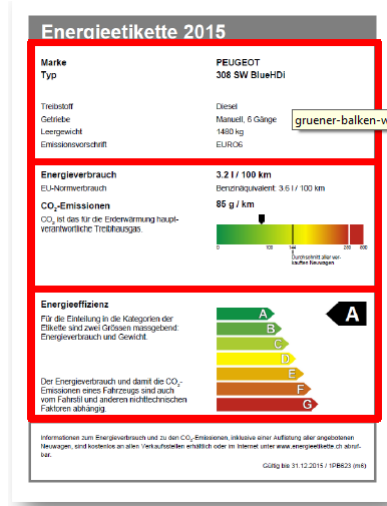 Energieetikette 2015
Marke PEUGEOT
Typ 308 SW BlueHDi
Treibstoff Diesel
Getriebe Manuell, 6 Gänge
gruener-balken-w
Leergewicht 1480 kg
Emissionsvorschrift EURO6
Energieverbrauch 3.2 l / 100 km
EU-Normverbrauch Benzinäquivalent: 3.6 l / 100 km
CO₂-Emissionen 85 g / km
CO₂ ist das für die Erderwärmung haupt-
verantwortliche Treibhausgas.
0
Durchschnitt aller ver-
kauften Neuwagen
Energieeffizienz
Für die Einteilung in die Kategorien der
Etikette sind zwei Grössen massgebend:
Energieverbrauch und Gewicht.
A A
B
C
D
E
F
G
Der Energieverbrauch und damit die CO₂-
Emissionen eines Fahrzeugs sind auch
vom Fahrstil und anderen nichttechnischen
Faktoren abhängig.
Informationen zum Energieverbrauch und zu den CO₂-Emissionen, inklusive einer Auflistung aller angebotenen
Neuwagen, sind kostenlos an allen Verkaufsstellen erhältlich oder im Internet unter www.energieetikette.ch abruf-
bar.
Gültig bis 31.12.2015 / 1PB623 (m6)